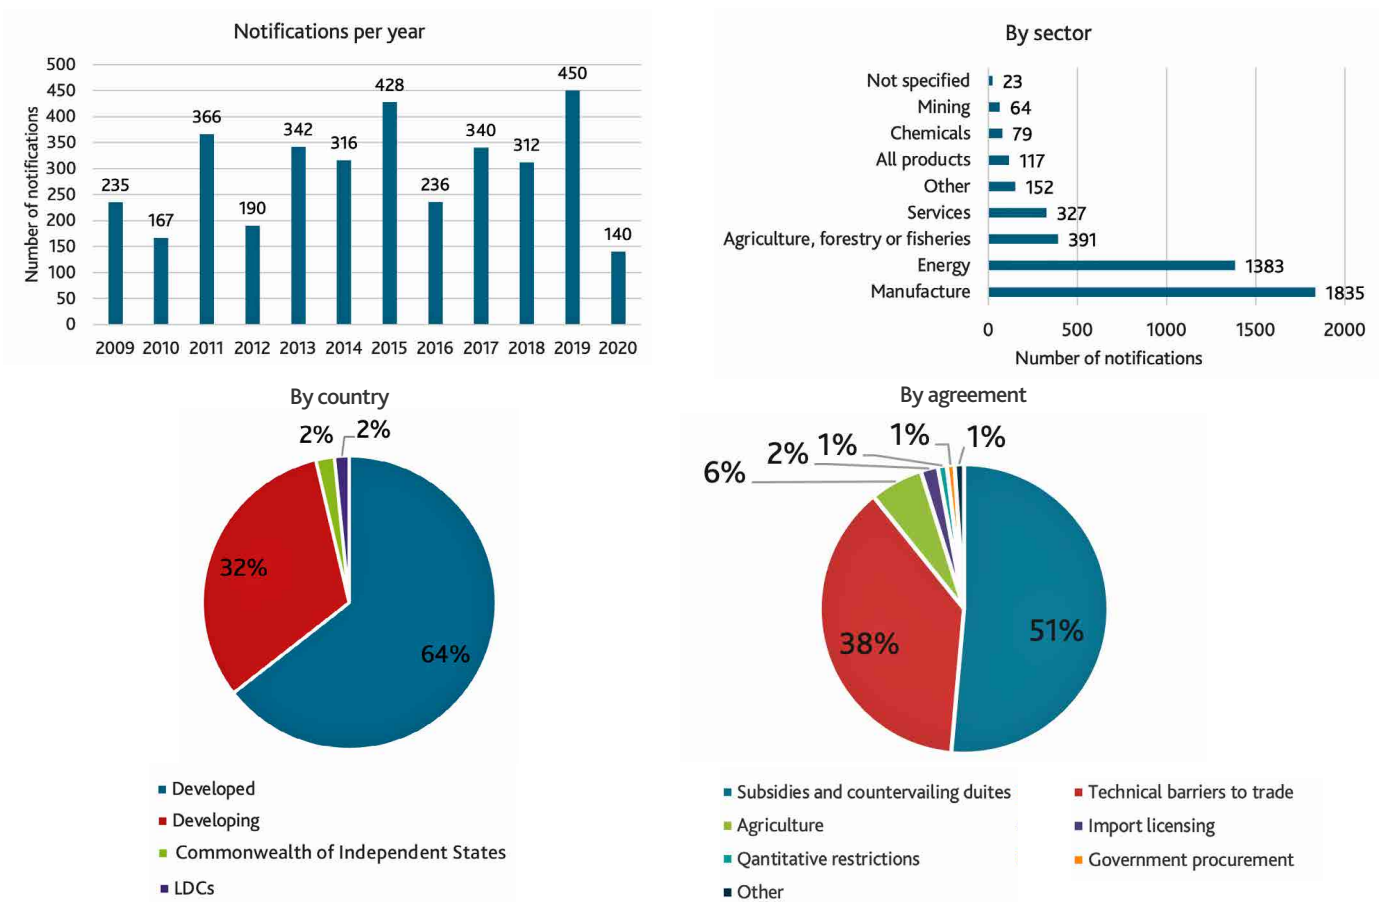 Notifications per year
Number of notifications
500
450
400
350
300
250
200
150
100
50
0
235
167
366
190
342
316
428
236
340
312
450
140
2009 2010 2011 2012 2013 2014 2015 2016 2017 2018 2019 2020
By sector
Not specified 23
Mining 64
Chemicals 79
All products 117
Other 152
Services 327
Agriculture, forestry or fisheries 391
Energy 1383
Manufacture 1835
0 500 1000 1500 2000
Number of notifications
By country
2% 2%
32%
64%
Developed
Developing
Commonwealth of Independent States
LDCs
By agreement
6% 2% 1% 1% 1%
38%
51%
Subsidies and countervailing duites
Technical barriers to trade
Agriculture
Import licensing
Qantitative restrictions
Government procurement
Other